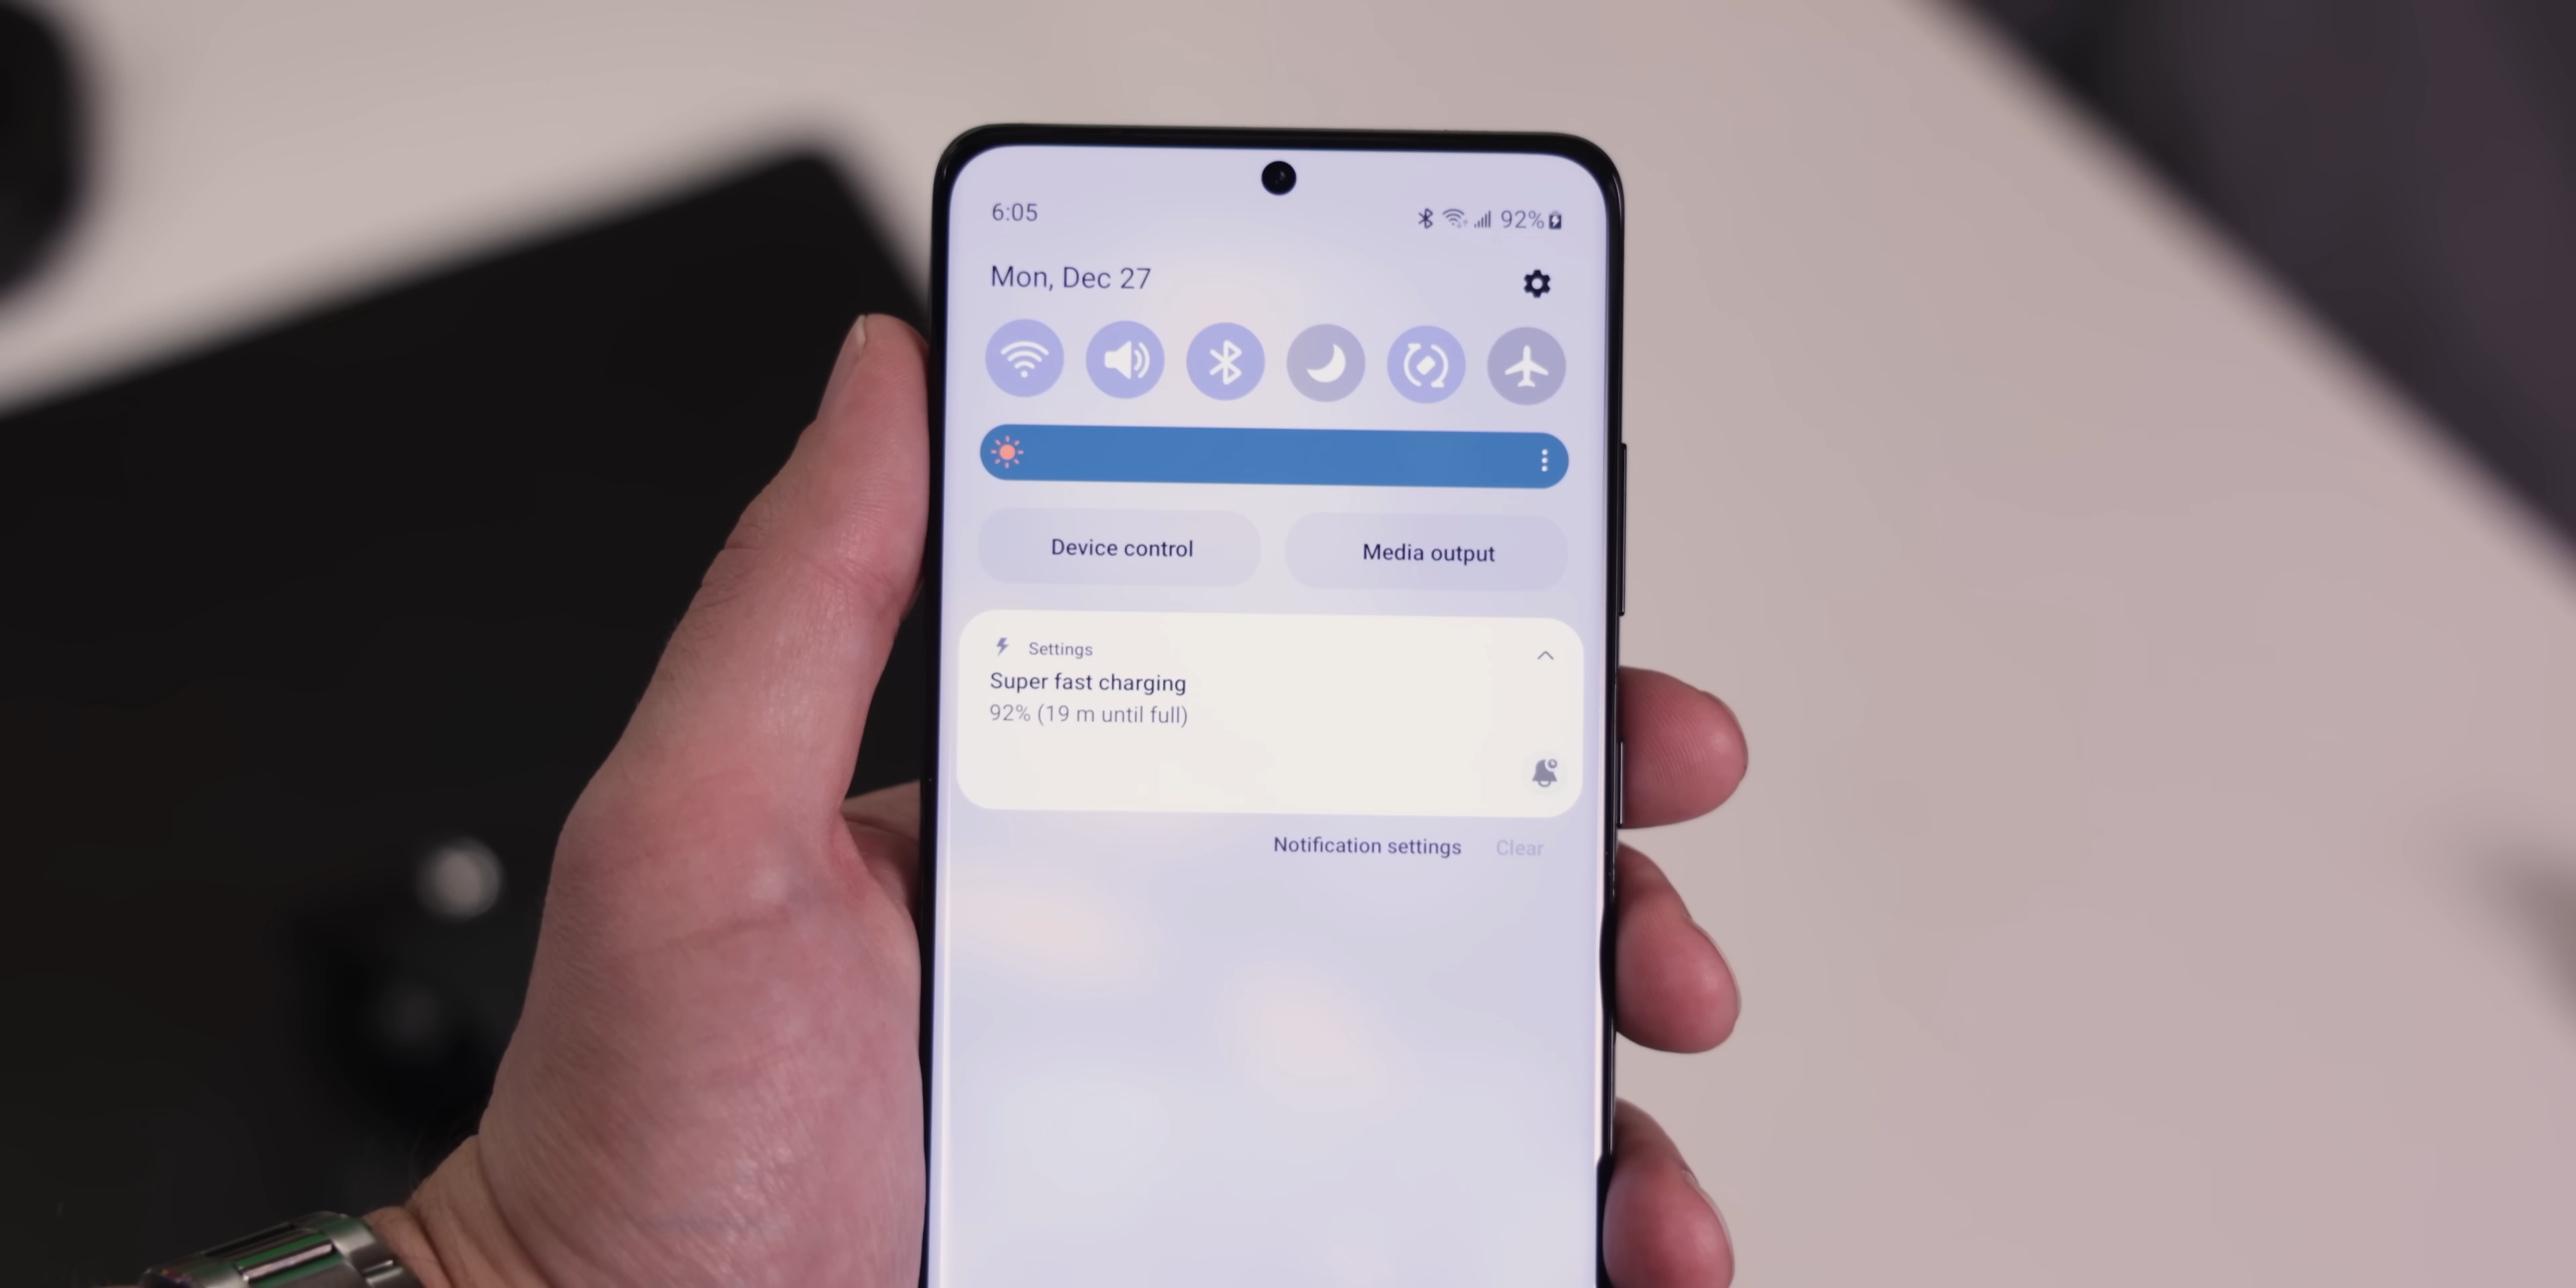 6:05
92%
Mon, Dec 27
Device control
Media output
Settings
Super fast charging
92% (19 m until full)
Notification settings
Clear